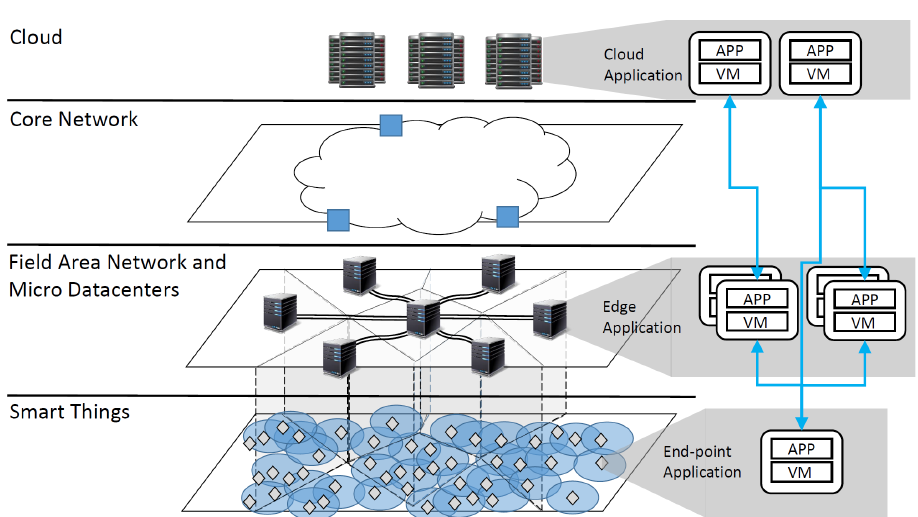 Cloud
Cloud
Application
APP
VM
APP
VM
Core Network
Field Area Network and
Micro Datacenters
Edge
Application
APP
VM
APP
VM
Smart Things
End-point
Application
APP
VM